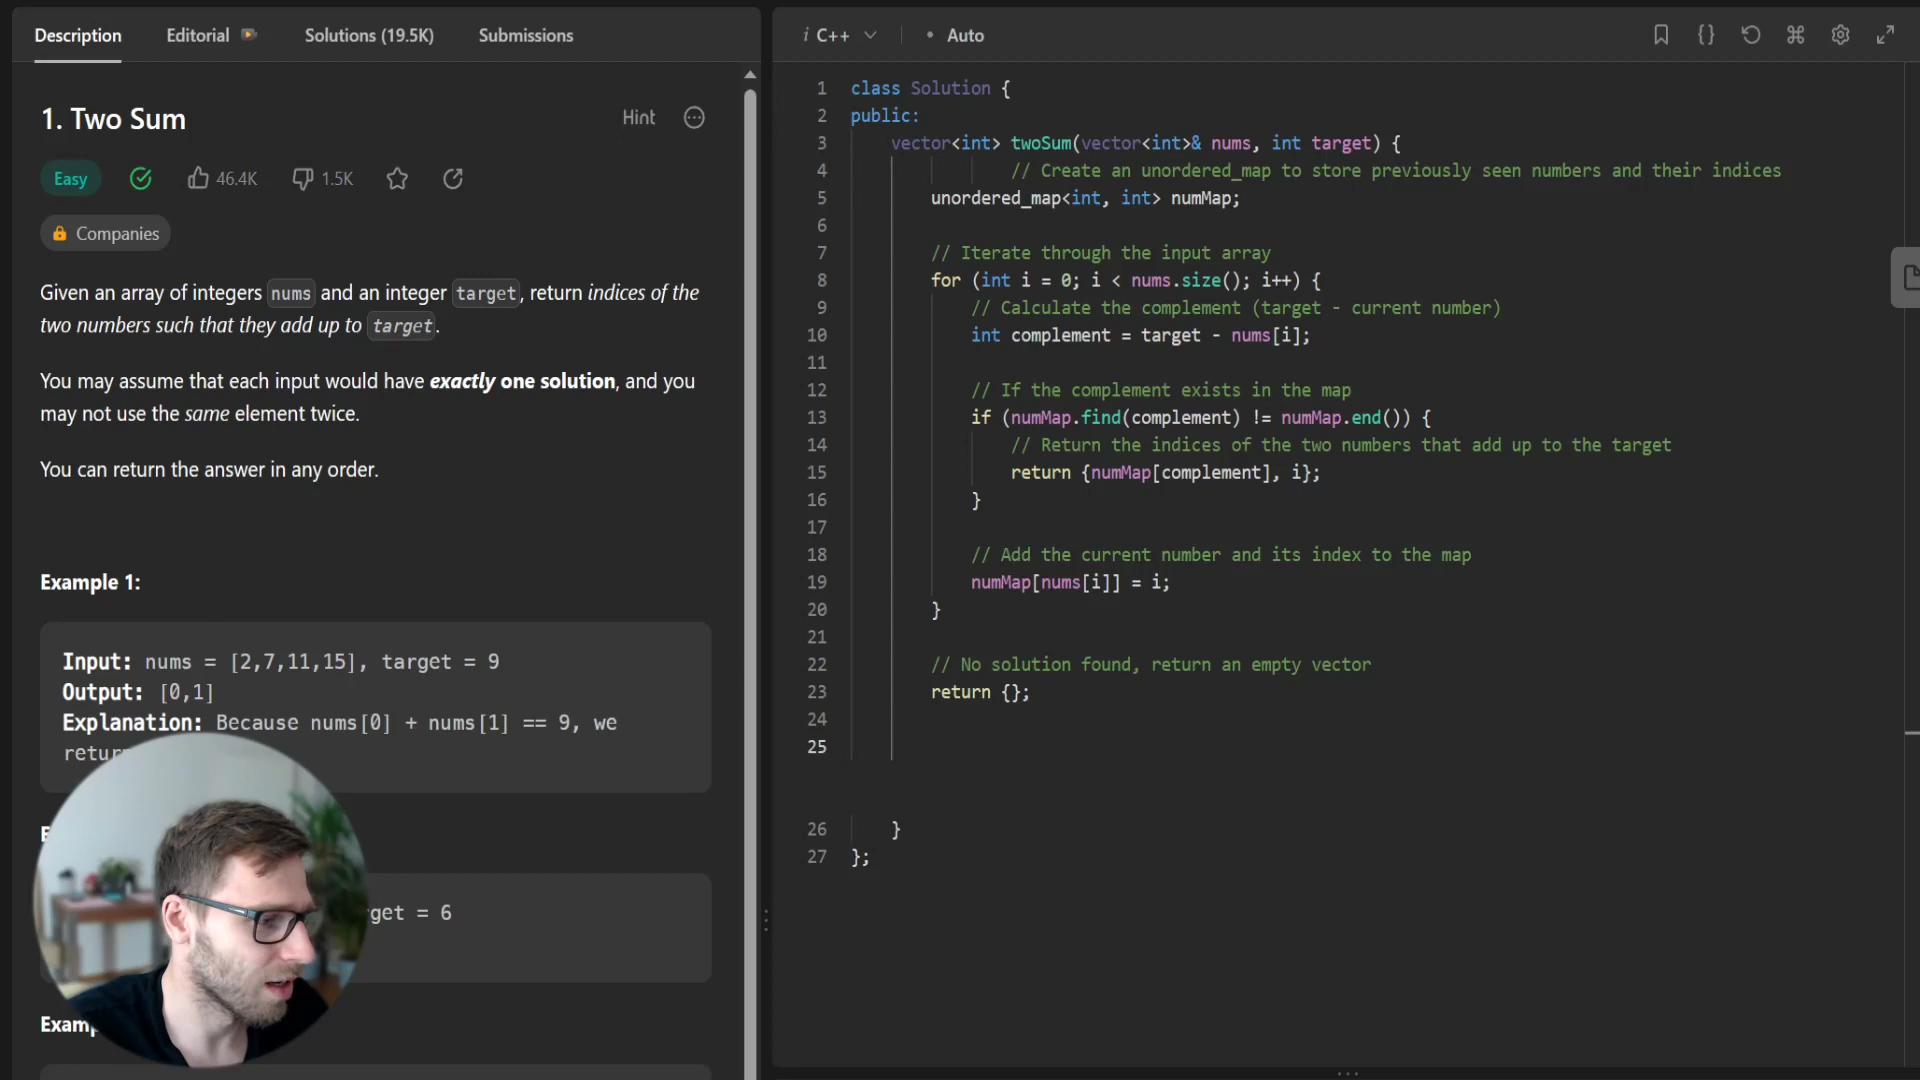 Description Editorial Solutions (19.5K) Submissions
1. Two Sum
Hint
Easy 46.4K 1.5K
Companies
Given an array of integers nums and an integer target, return indices of the
two numbers such that they add up to target.
You may assume that each input would have exactly one solution, and you
may not use the same element twice.
You can return the answer in any order.
Example 1:
Input: nums = [2,7,11,15], target = 9
Output: [0,1]
Explanation: Because nums[0] + nums[1] == 9, we
rget = 6
i C++ • Auto
1 class Solution {
2 public:
3 vector<int> twoSum(vector<int>& nums, int target) {
4 // Create an unordered_map to store previously seen numbers and their indices
5 unordered_map<int, int> numMap;
6
7 // Iterate through the input array
8 for (int i = 0; i < nums.size(); i++) {
9 // Calculate the complement (target - current number)
10 int complement = target - nums[i];
11
12 // If the complement exists in the map
13 if (numMap.find(complement) != numMap.end()) {
14 // Return the indices of the two numbers that add up to the target
15 return {numMap[complement], i};
16 }
17
18 // Add the current number and its index to the map
19 numMap[nums[i]] = i;
20 }
21
22 // No solution found, return an empty vector
23 return {};
24
25
26 }
27 };